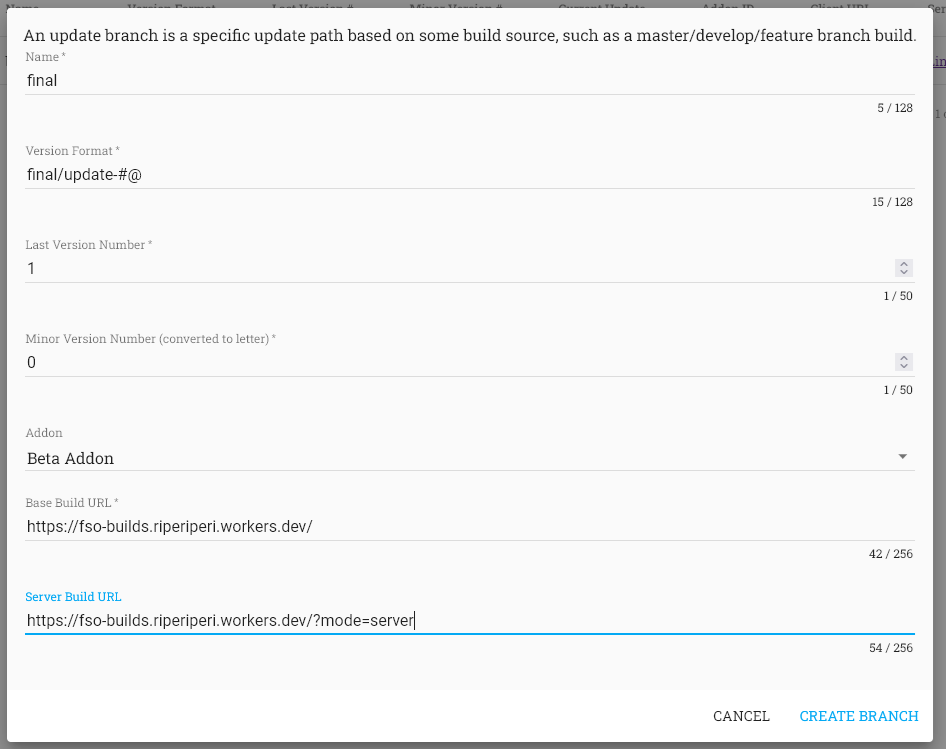 An update branch is a specific update path based on some build source, such as a master/develop/feature branch build.
Name *
final
5 / 128
Version Format *
final/update-#@
15 / 128
Last Version Number *
1
1 / 50
Minor Version Number (converted to letter) *
0
1 / 50
Addon
Beta Addon
Base Build URL *
https://fso-builds.riperiperi.workers.dev/
42 / 256
Server Build URL
https://fso-builds.riperiperi.workers.dev/?mode=server
54 / 256
CANCEL CREATE BRANCH